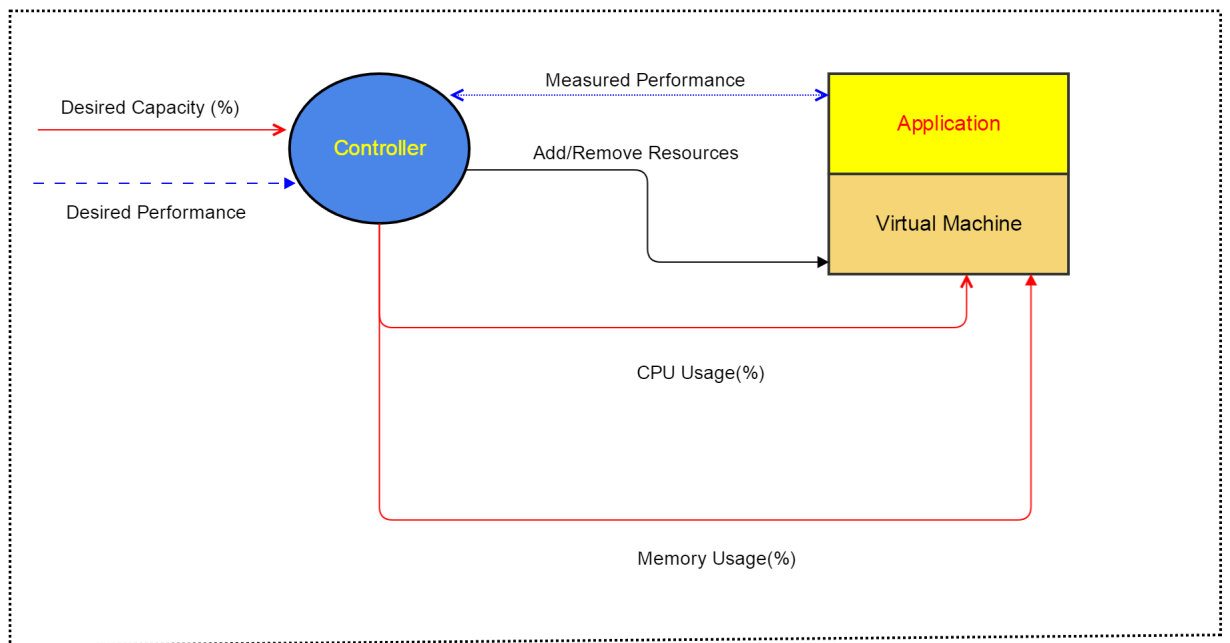 Measured Performance
Desired Capacity (%)
Application
Controller
Add/Remove Resources
Desired Performance
Virtual Machine
CPU Usage(%)
Memory Usage(%)